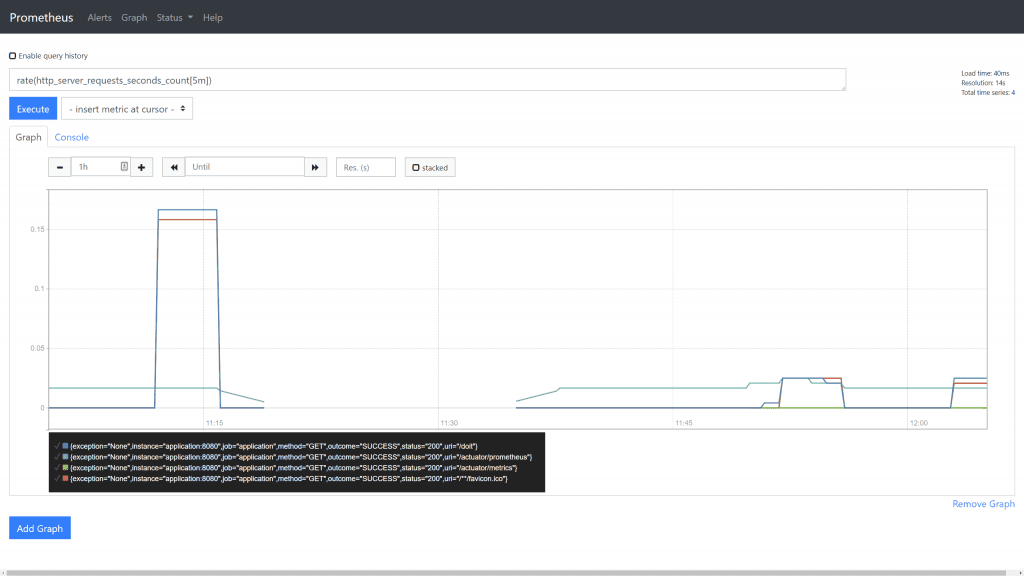 Prometheus Alerts Graph Status Help
Enable query history
rate(http_server_requests_seconds_count[5m])
Load time: 40ms
Resolution: 14s
Total time series: 4
Execute - insert metric at cursor -
Graph Console
1h Until Res. (s) stacked
0.15
0.1
0.05
0
11:15 11:30 11:45 12:00
{exception="None",instance="application:8080",job="application",method="GET",outcome="SUCCESS",status="200",uri="/doit"}
{exception="None",instance="application:8080",job="application",method="GET",outcome="SUCCESS",status="200",uri="/actuator/prometheus"}
{exception="None",instance="application:8080",job="application",method="GET",outcome="SUCCESS",status="200",uri="/actuator/metrics"}
{exception="None",instance="application:8080",job="application",method="GET",outcome="SUCCESS",status="200",uri="/**/favicon.ico"}
Remove Graph
Add Graph